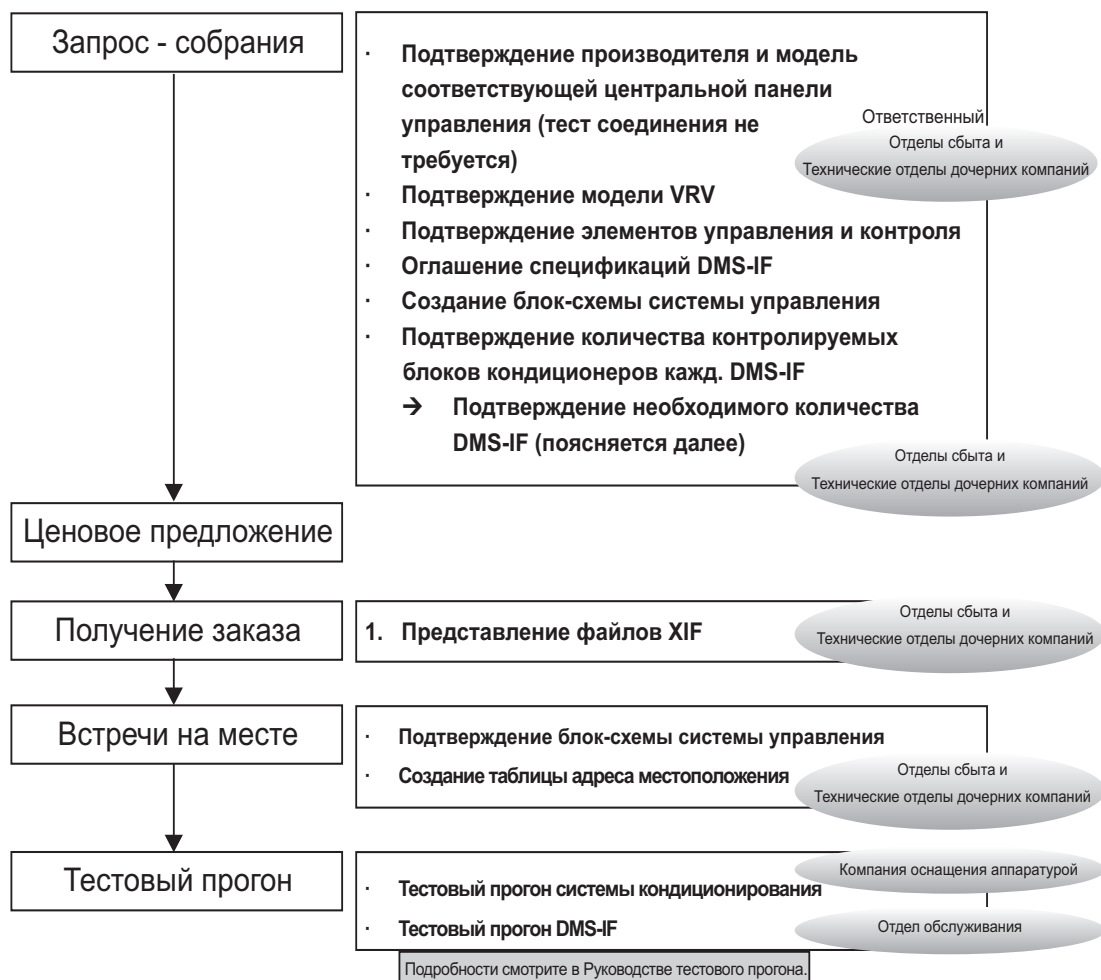 Запрос - собрания
· Подтверждение производителя и модель
соответствующей центральной панели
управления (тест соединения не
требуется)
Ответственный
Отделы сбыта и
Технические отделы дочерних компаний
· Подтверждение модели VRV
· Подтверждение элементов управления и контроля
· Оглашение спецификаций DMS-IF
· Создание блок-схемы системы управления
· Подтверждение количества контролируемых
блоков кондиционеров кажд. DMS-IF
→ Подтверждение необходимого количества
DMS-IF (поясняется далее)
Отделы сбыта и
Технические отделы дочерних компаний
Ценовое предложение
Получение заказа
1. Представление файлов XIF
Отделы сбыта и
Технические отделы дочерних компаний
Встречи на месте
· Подтверждение блок-схемы системы управления
· Создание таблицы адреса местоположения
Отделы сбыта и
Технические отделы дочерних компаний
Тестовый прогон
· Тестовый прогон системы кондиционирования
Компания оснащения аппаратурой
· Тестовый прогон DMS-IF
Отдел обслуживания
Подробности смотрите в Руководстве тестового прогона.